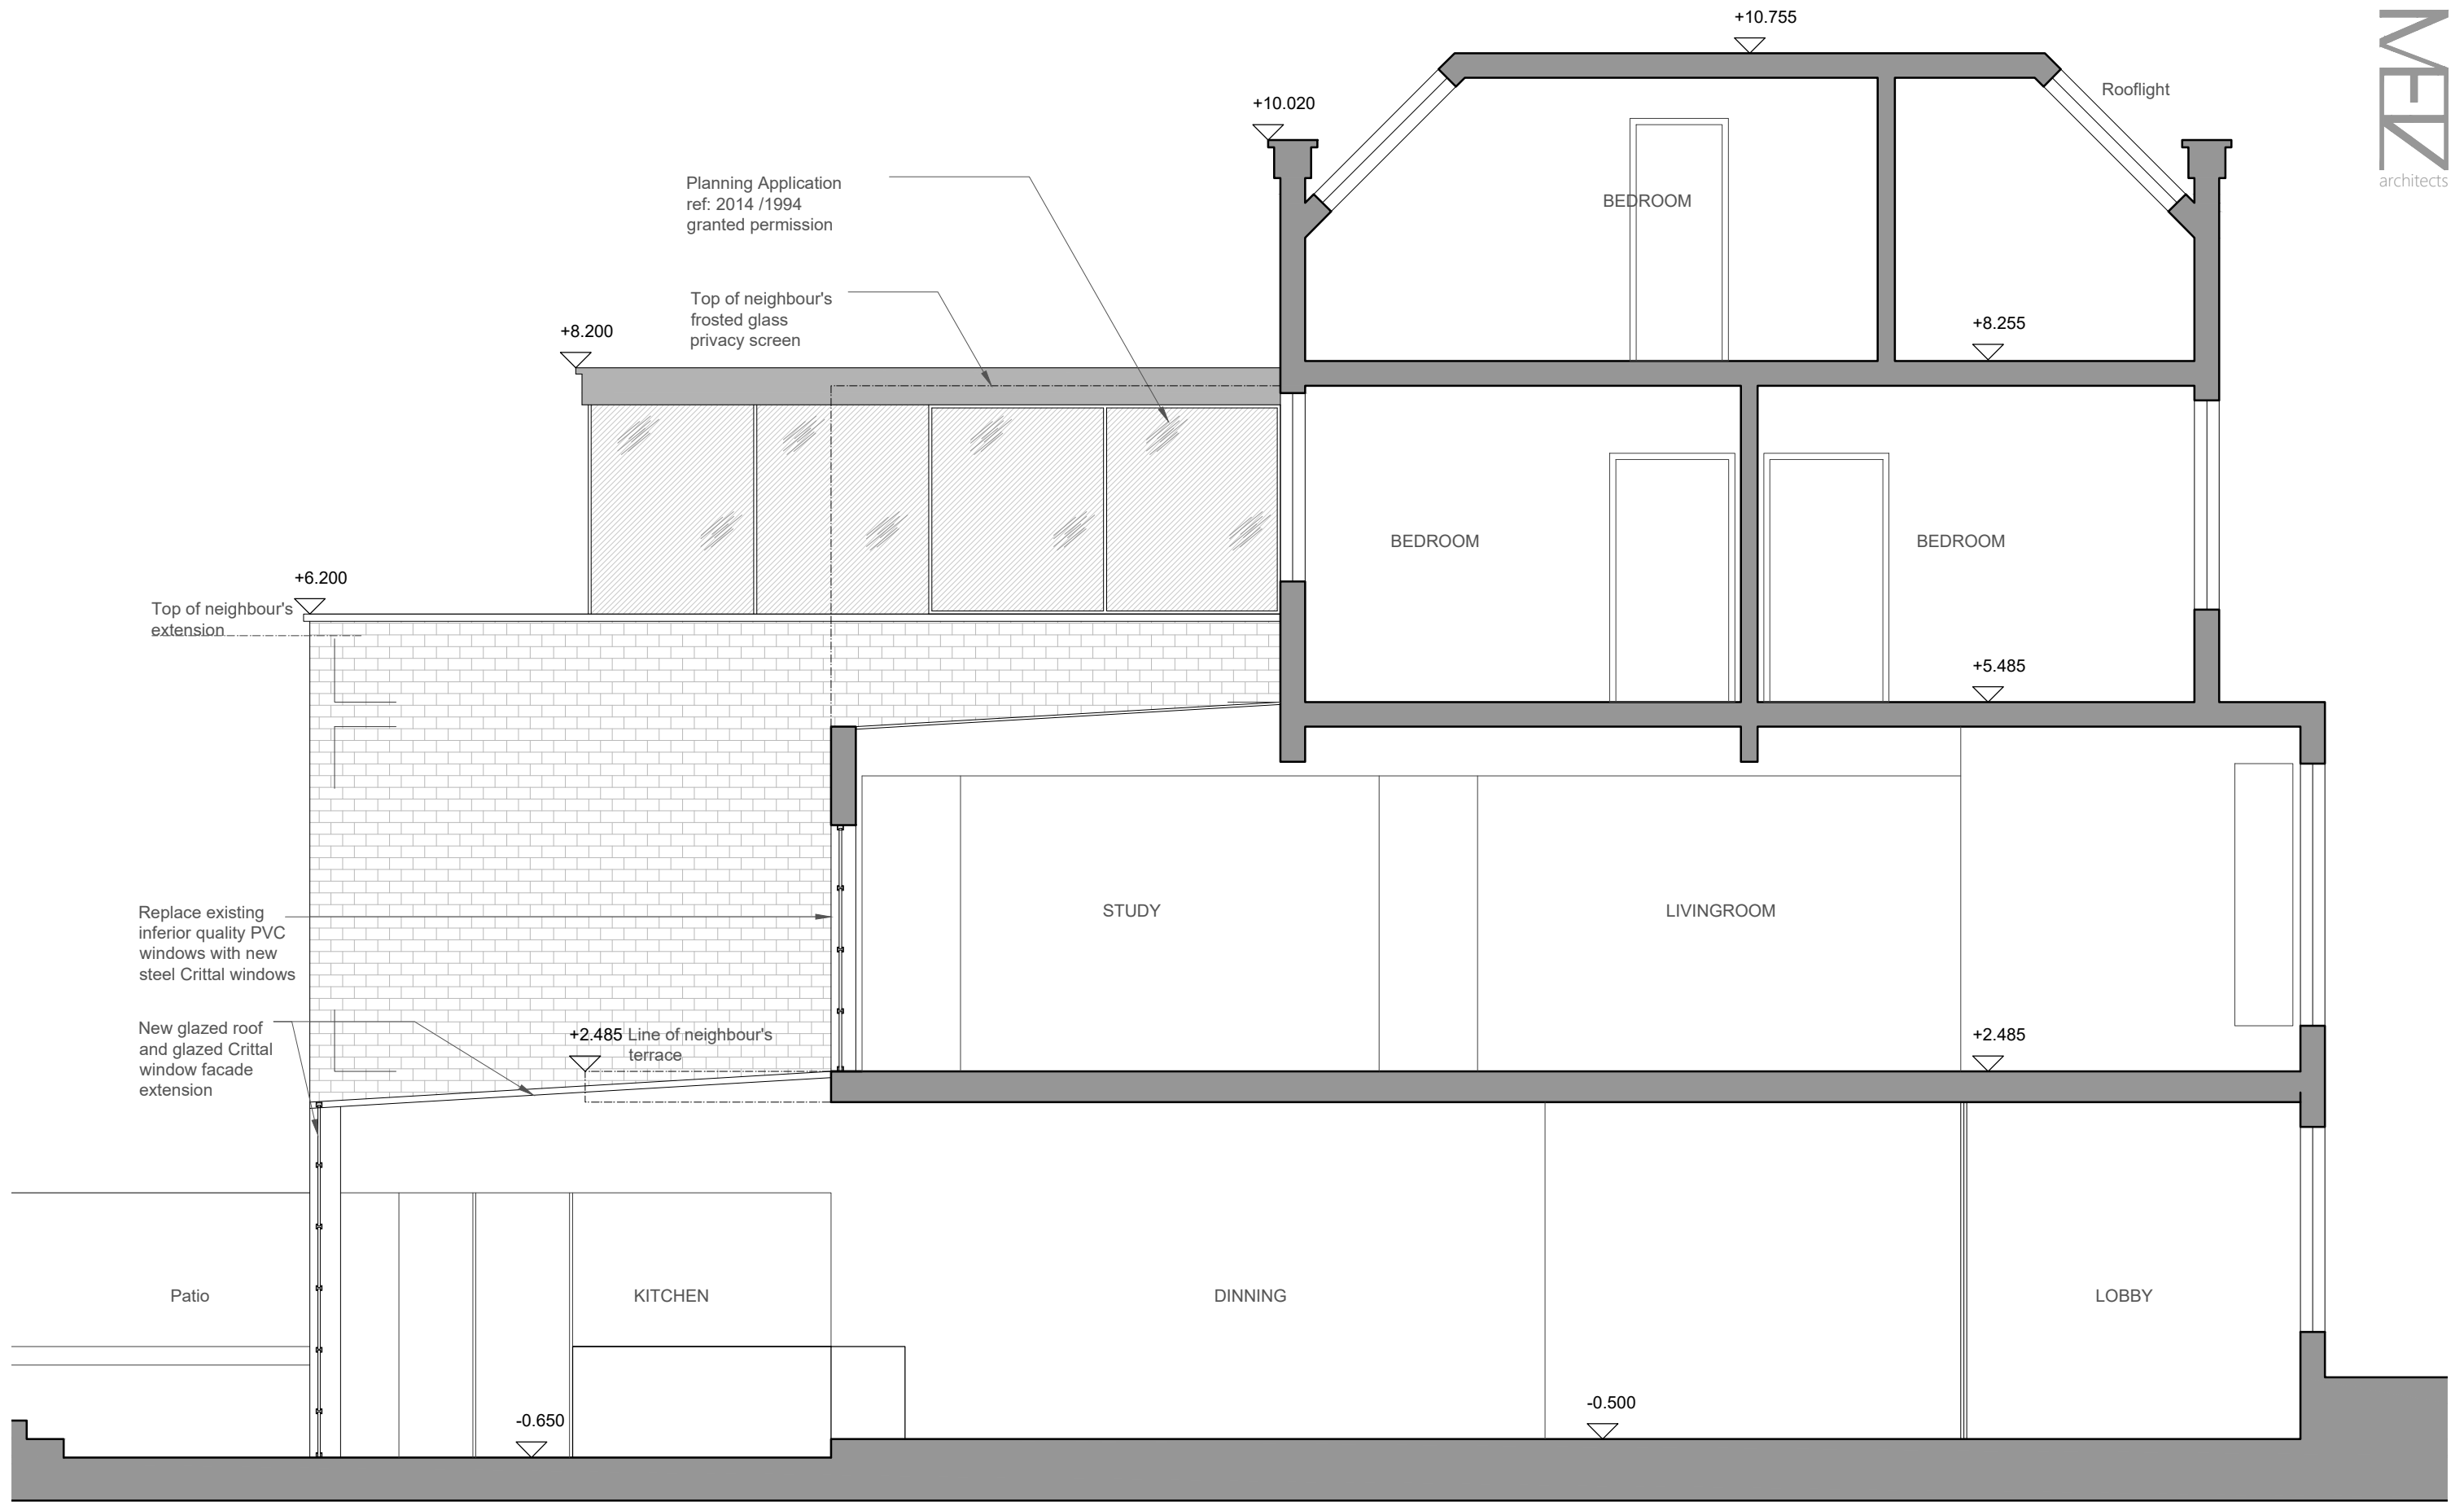 +10.755
MEZ
architects
Rooflight
+10.020
Planning Application
ref: 2014 /1994
granted permission
BEDROOM
Top of neighbour's
frosted glass
privacy screen
+8.200
+8.255
BEDROOM
BEDROOM
+6.200
Top of neighbour's
extension
+5.485
Replace existing
inferior quality PVC
windows with new
steel Crittal windows
STUDY
LIVINGROOM
New glazed roof
and glazed Crittal
window facade
extension
+2.485 Line of neighbour's
terrace
+2.485
Patio
KITCHEN
DINNING
LOBBY
-0.650
-0.500